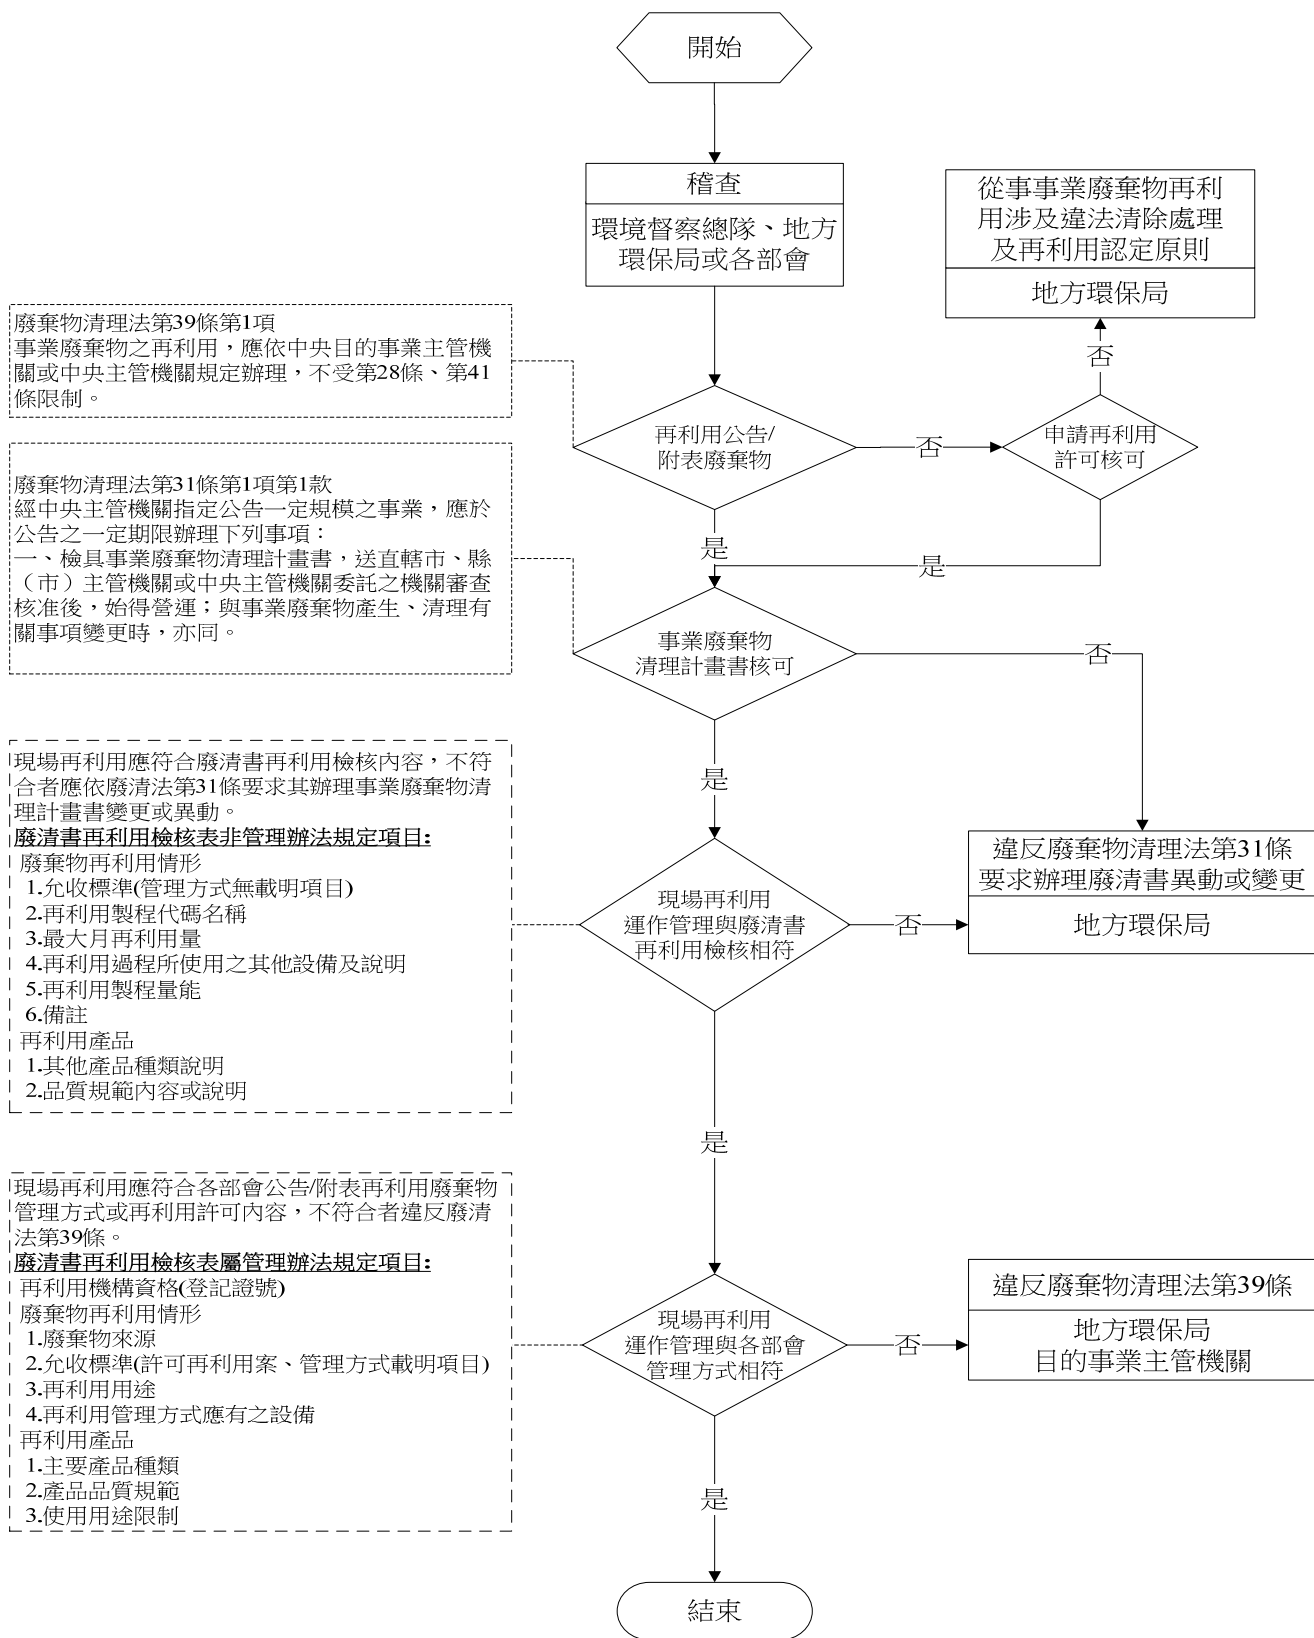 開始
稽查
環境督察總隊、地方
環保局或各部會
從事事業廢棄物再利
用涉及違法清除處理
及再利用認定原則
地方環保局
廢棄物清理法第39條第1項
事業廢棄物之再利用，應依中央目的事業主管機
關或中央主管機關規定辦理，不受第28條、第41
條限制。
再利用公告/
附表廢棄物
否
申請再利用
許可核可
否
是
是
廢棄物清理法第31條第1項第1款
經中央主管機關指定公告一定規模之事業，應於
公告之一定期限辦理下列事項：
一、檢具事業廢棄物清理計畫書，送直轄市、縣
（市）主管機關或中央主管機關委託之機關審查
核准後，始得營運；與事業廢棄物產生、清理有
關事項變更時，亦同。
事業廢棄物
清理計畫書核可
否
是
現場再利用應符合廢清書再利用檢核內容，不符
合者應依廢清法第31條要求其辦理事業廢棄物清
理計畫書變更或異動。
廢清書再利用檢核表非管理辦法規定項目:
廢棄物再利用情形
1.允收標準(管理方式無載明項目)
2.再利用製程代碼名稱
3.最大月再利用量
4.再利用過程所使用之其他設備及說明
5.再利用製程量能
6.備註
再利用產品
1.其他產品種類說明
2.品質規範內容或說明
現場再利用
運作管理與廢清書
再利用檢核相符
否
違反廢棄物清理法第31條
要求辦理廢清書異動或變更
地方環保局
是
現場再利用應符合各部會公告/附表再利用廢棄物
管理方式或再利用許可內容，不符合者違反廢清
法第39條。
廢清書再利用檢核表屬管理辦法規定項目:
再利用機構資格(登記證號)
廢棄物再利用情形
1.廢棄物來源
2.允收標準(許可再利用案、管理方式載明項目)
3.再利用用途
4.再利用管理方式應有之設備
再利用產品
1.主要產品種類
2.產品品質規範
3.使用用途限制
現場再利用
運作管理與各部會
管理方式相符
否
違反廢棄物清理法第39條
地方環保局
目的事業主管機關
是
結束